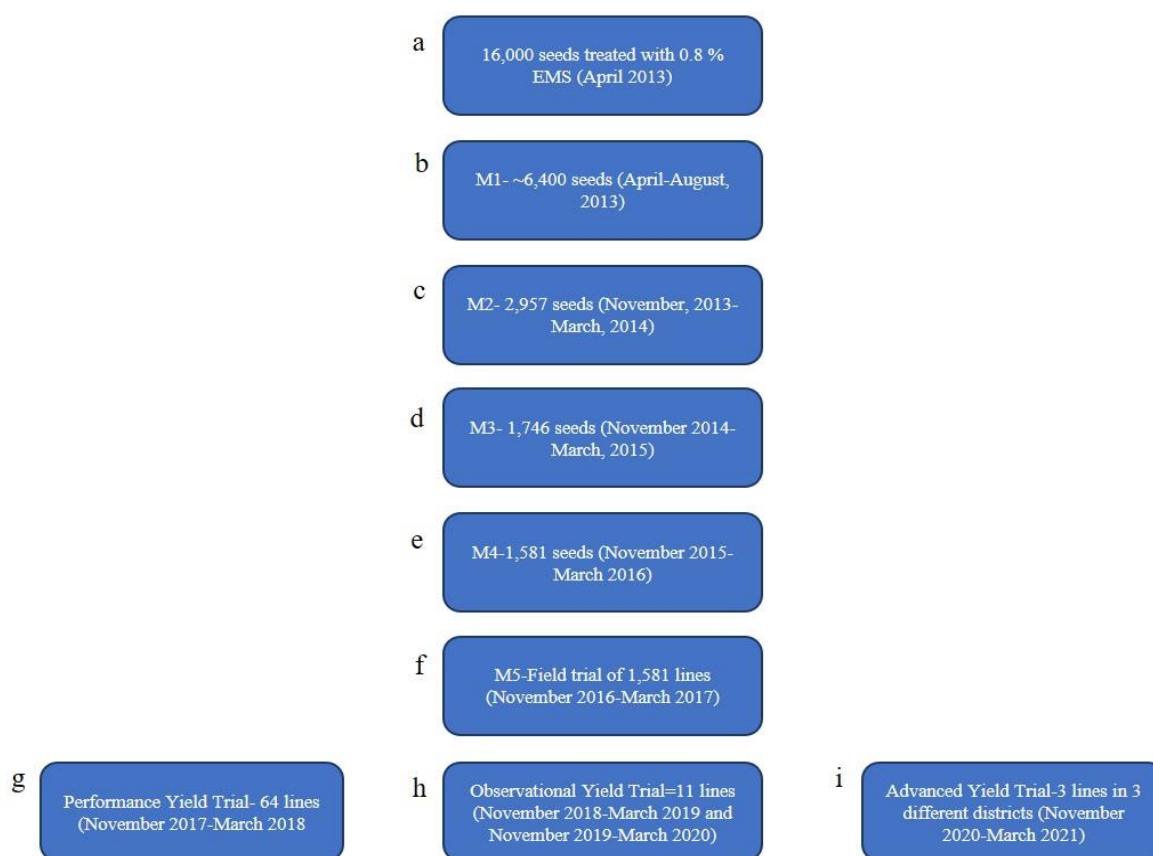 a
16,000 seeds treated with 0.8 %
EMS (April 2013)
b
M1- ~6,400 seeds (April-August,
2013)
c
M2- 2,957 seeds (November, 2013-
March, 2014)
d
M3- 1,746 seeds (November 2014-
March, 2015)
e
M4-1,581 seeds (November 2015-
March 2016)
f
M5-Field trial of 1,581 lines
(November 2016-March 2017)
g
Performance Yield Trial- 64 lines
(November 2017-March 2018
h
Observational Yield Trial=11 lines
(November 2018-March 2019 and
November 2019-March 2020)
i
Advanced Yield Trial-3 lines in 3
different districts (November
2020-March 2021)